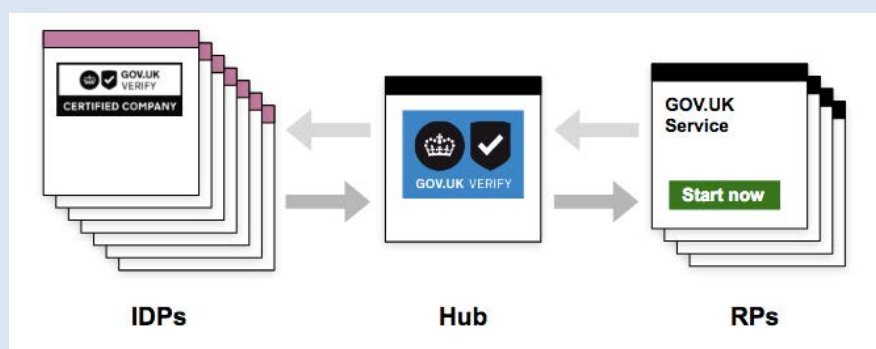 GOV.UK
VERIFY
CERTIFIED COMPANY
GOV.UK VERIFY
GOV.UK
Service
Start now
IDPs
Hub
RPs